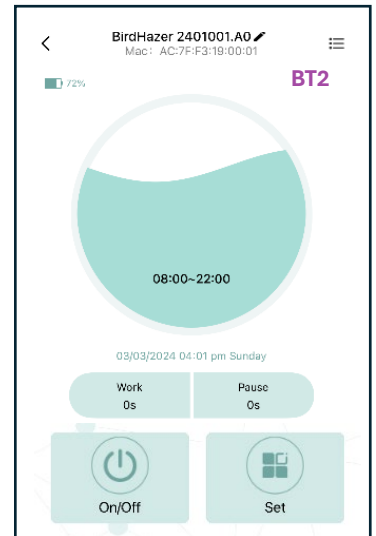 BirdHazer 2401001.A0
Mac: AC:7F:F3:19:00:01
72%
BT2
08:00~22:00
03/03/2024 04:01 pm Sunday
Work
0s
Pause
0s
On/Off
Set